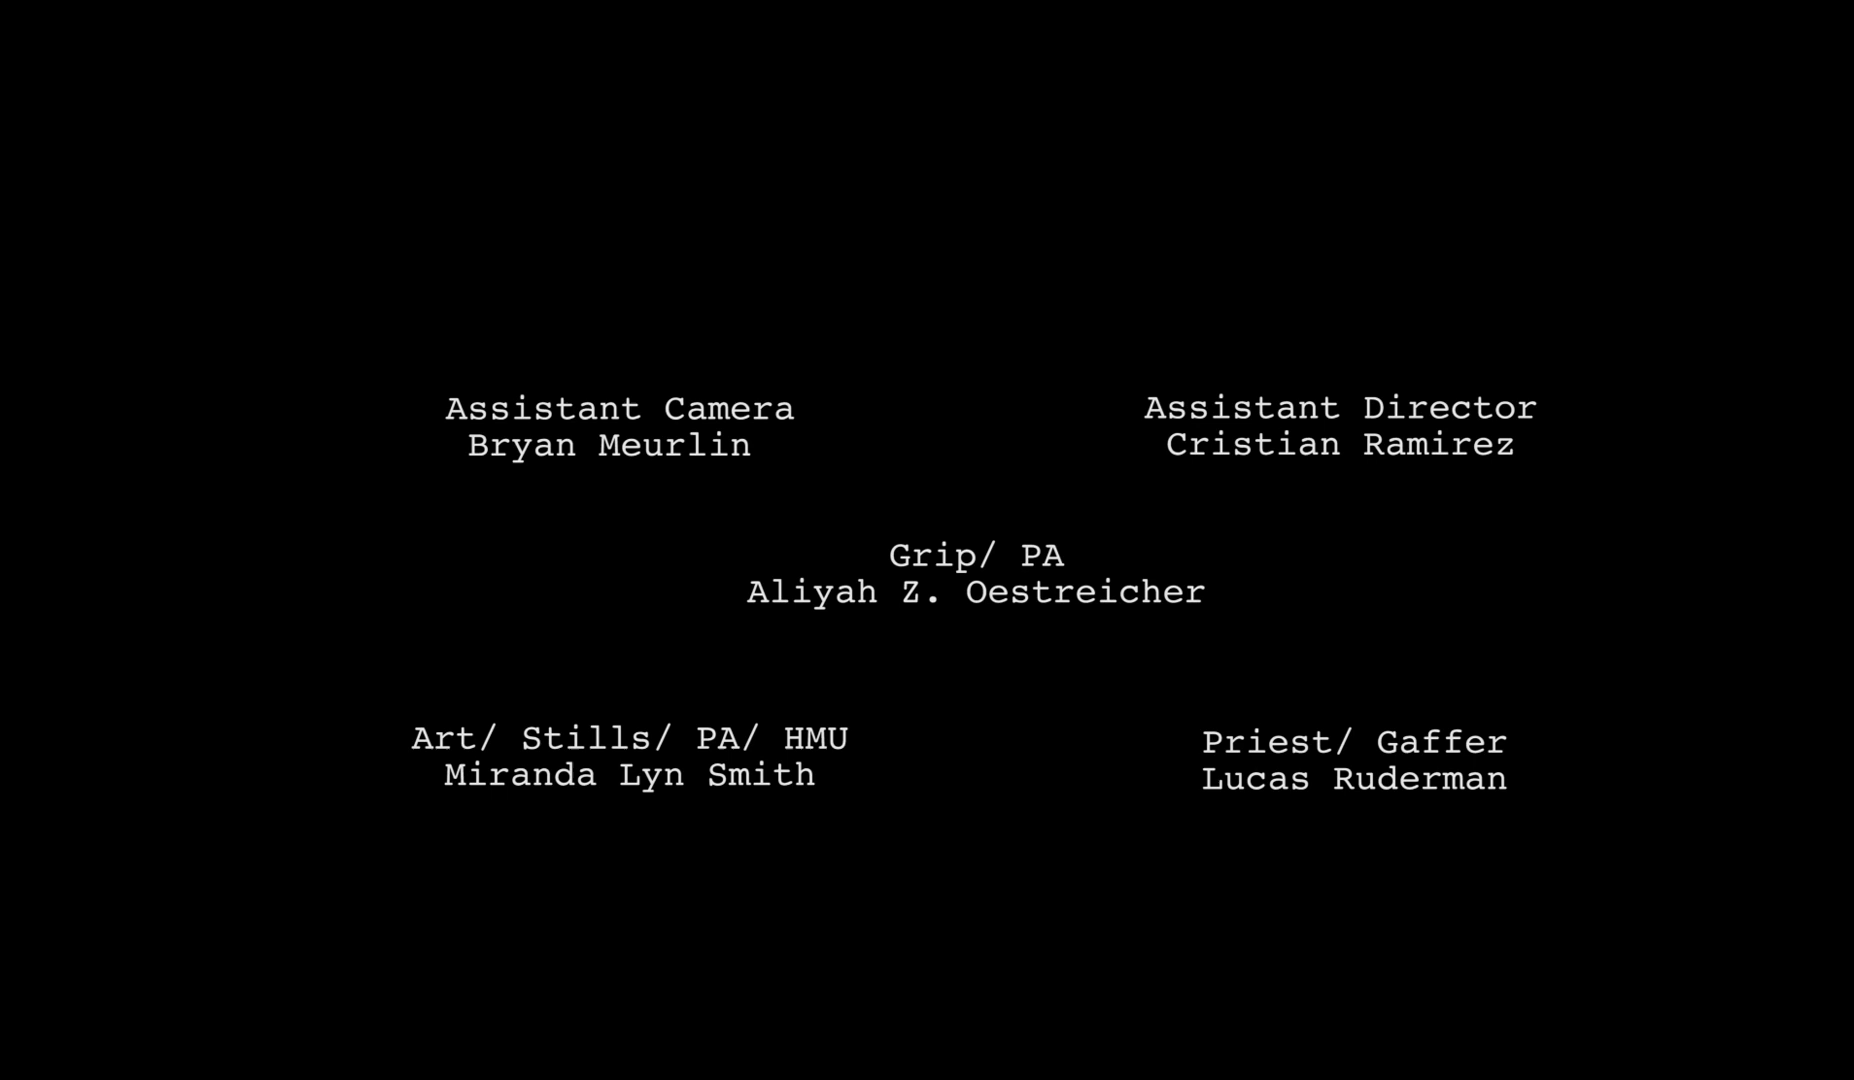 Assistant Camera
Bryan Meurlin
Assistant Director
Cristian Ramirez
Grip/ PA
Aliyah Z. Oestreicher
Art/ Stills/ PA/ HMU
Miranda Lyn Smith
Priest/ Gaffer
Lucas Ruderman